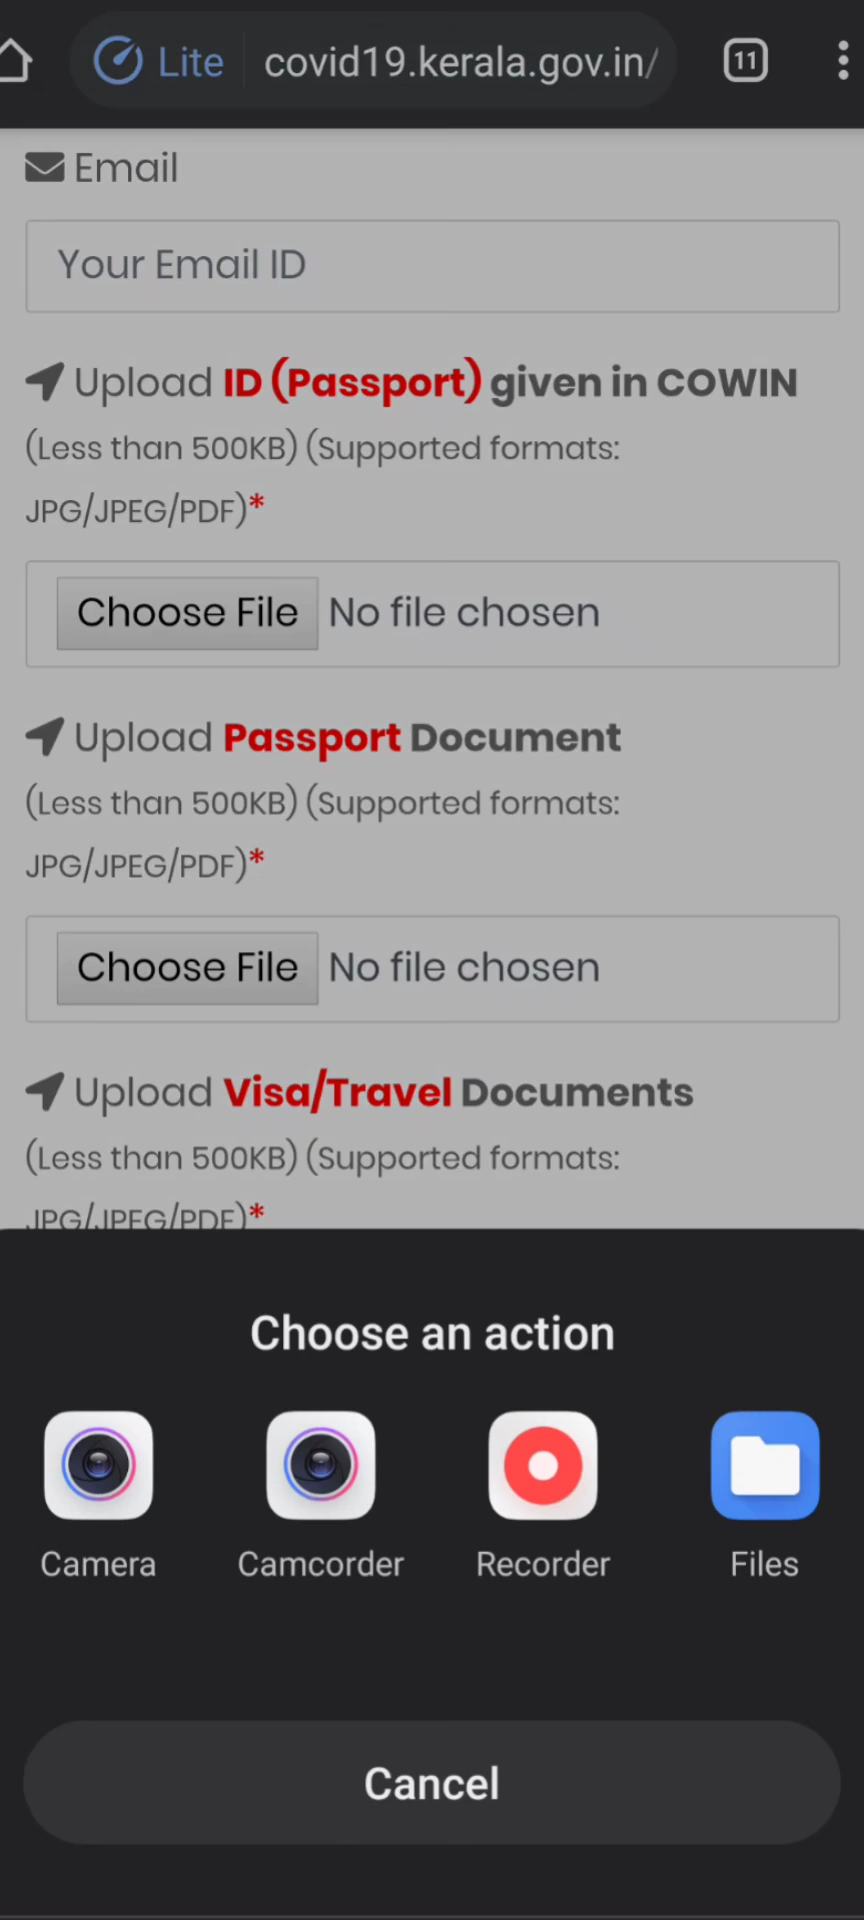 Lite covid19.kerala.gov.in/ 11
Email
Your Email ID
Upload ID (Passport) given in COWIN
(Less than 500KB) (Supported formats:
JPG/JPEG/PDF)*
Choose File No file chosen
Upload Passport Document
(Less than 500KB) (Supported formats:
JPG/JPEG/PDF)*
Choose File No file chosen
Upload Visa/Travel Documents
(Less than 500KB) (Supported formats:
JPG/JPEG/PDF)*
Choose an action
Camera Camcorder Recorder Files
Cancel